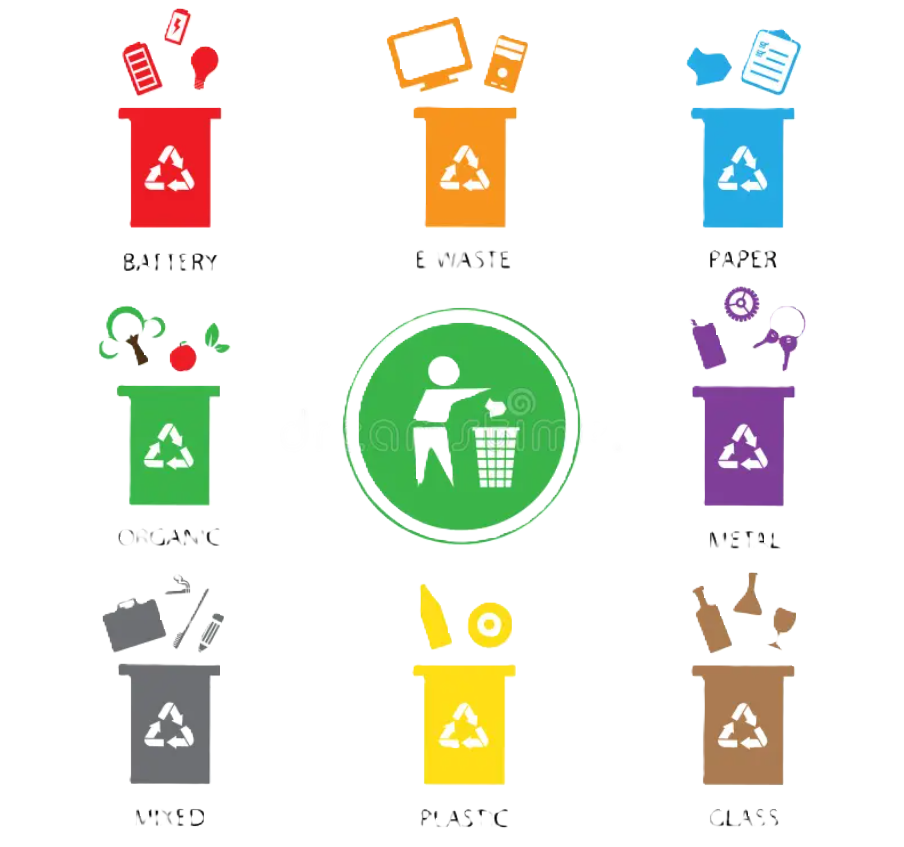 BATTERY
E WASTE
PAPER
ORGANIC
METAL
MIXED
PLASTIC
GLASS